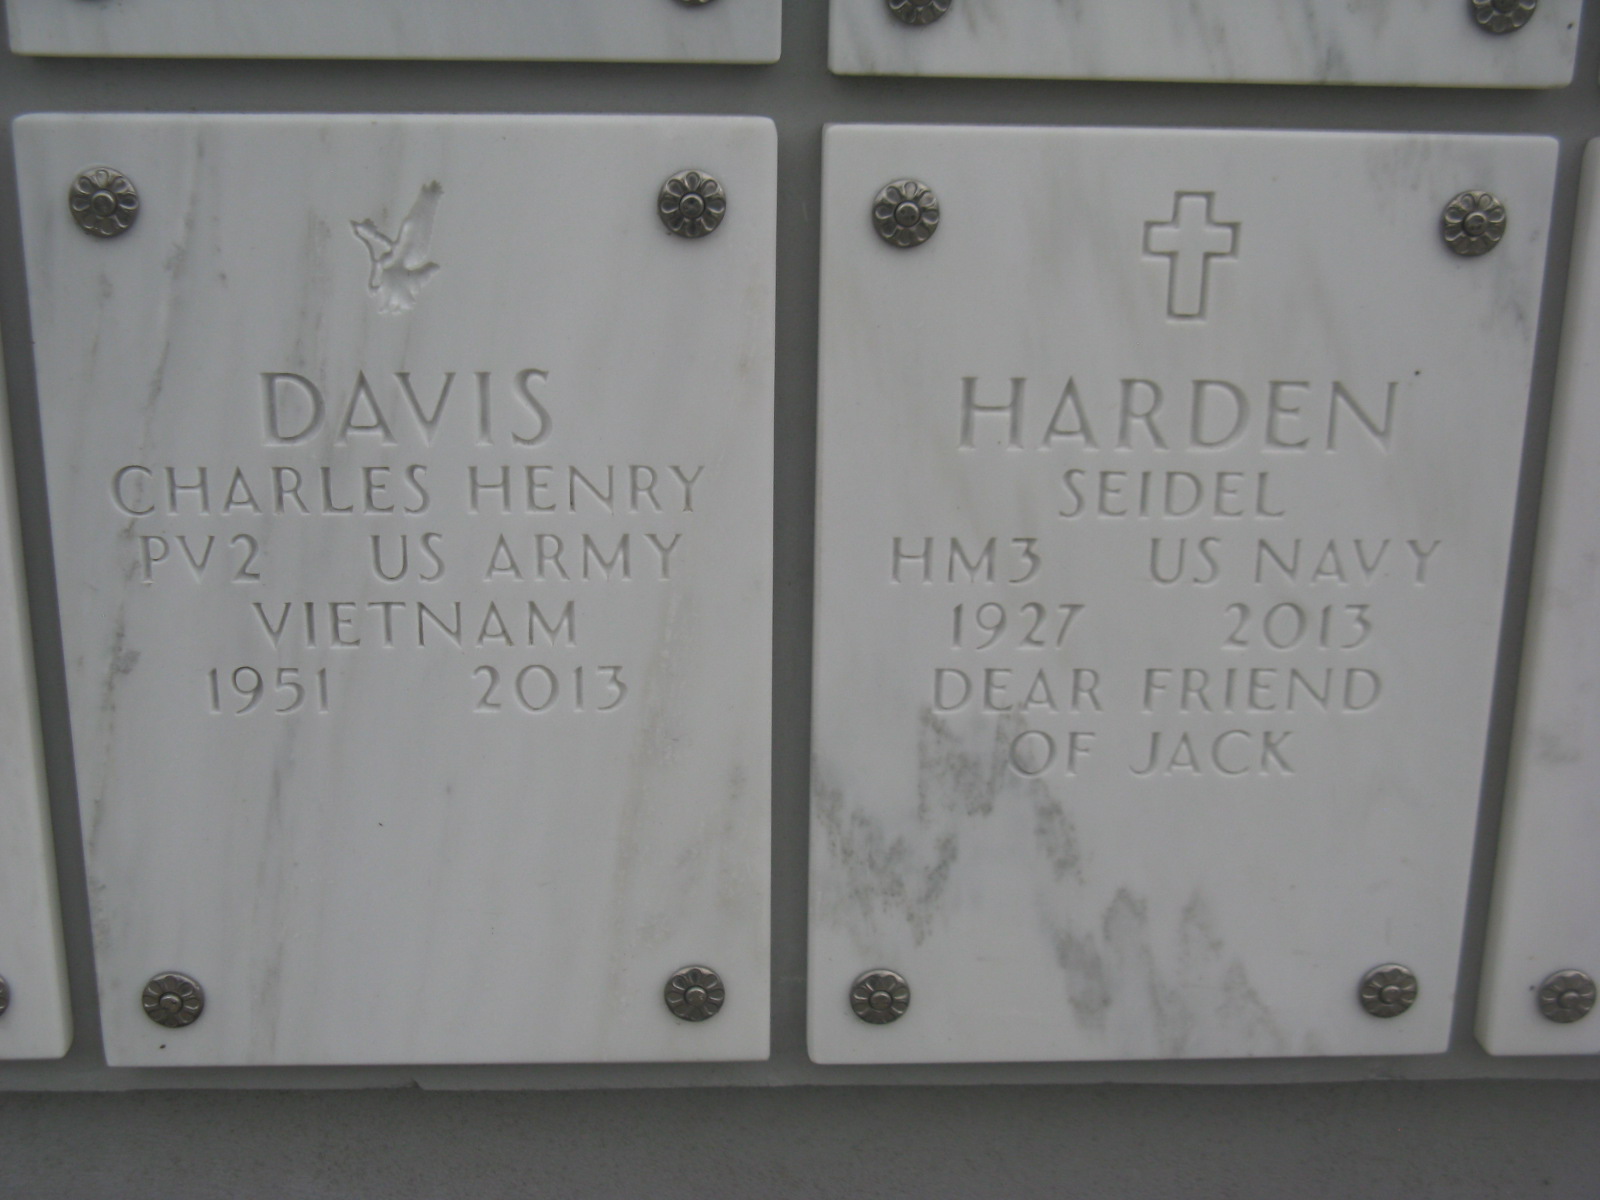 DAVIS
CHARLES HENRY
PV2 US ARMY
VIETNAM
1951 2013
HARDEN
SEIDEL
HM3 US NAVY
1927 2013
DEAR FRIEND
OF JACK